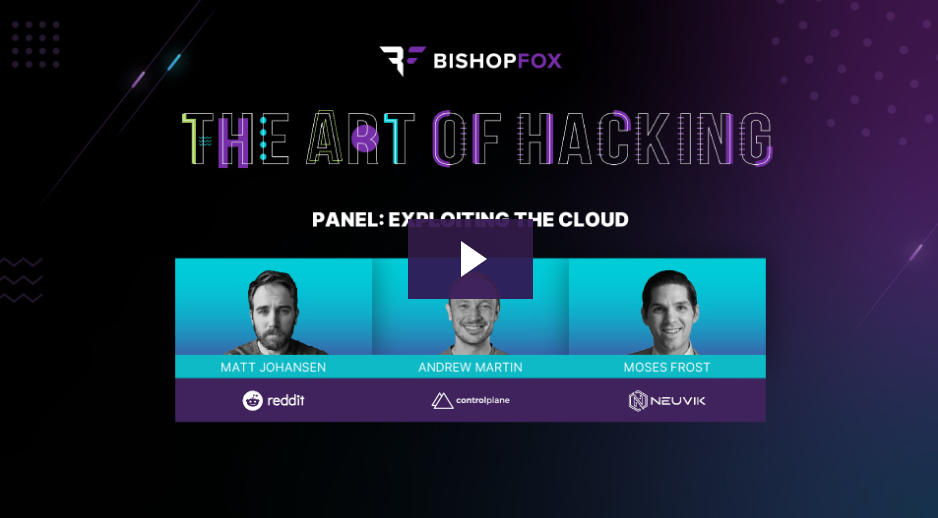 BISHOPFOX
THE ART OF HACKING
PANEL: EXPLOITING THE CLOUD
MATT JOHANSEN
ANDREW MARTIN
MOSES FROST
reddit
controlplane
NEUVIK